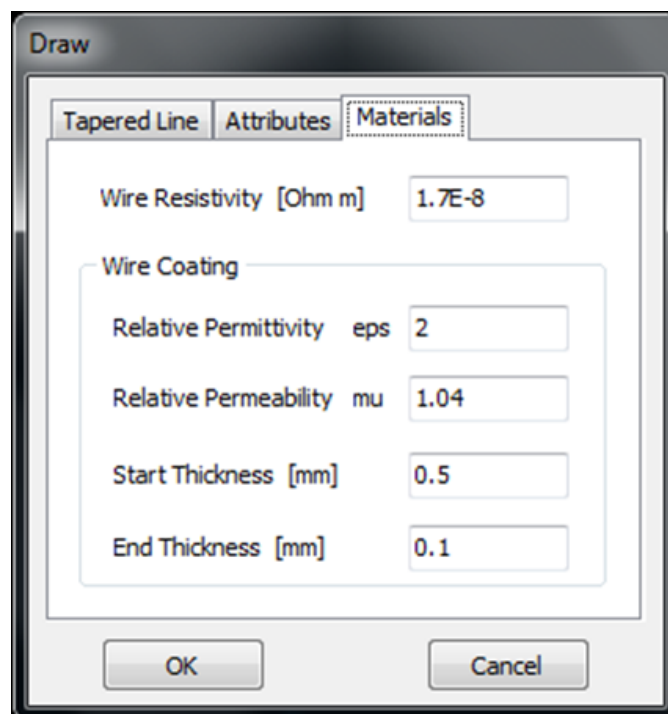 Draw
Tapered Line Attributes Materials
Wire Resistivity [Ohm m] 1.7E-8
Wire Coating
Relative Permittivity eps 2
Relative Permeability mu 1.04
Start Thickness [mm] 0.5
End Thickness [mm] 0.1
OK Cancel